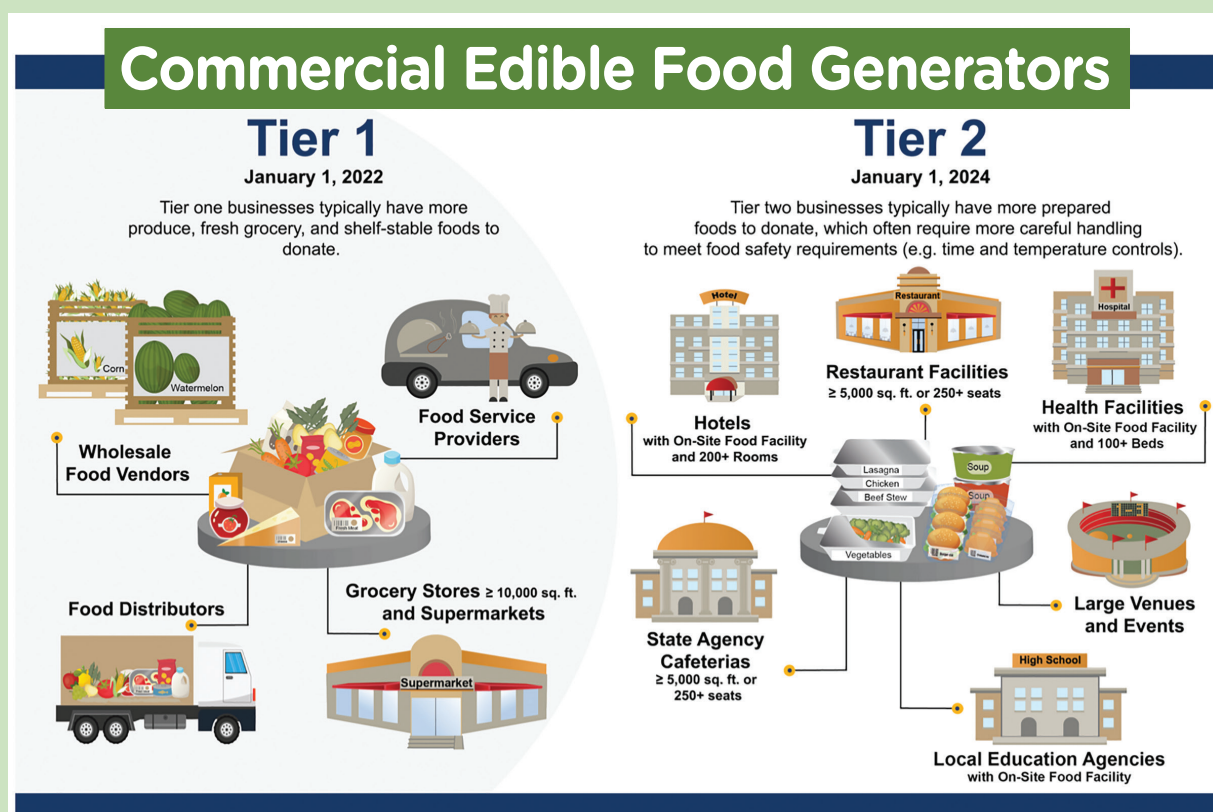 Commercial Edible Food Generators
Tier 1
January 1, 2022
Tier one businesses typically have more
produce, fresh grocery, and shelf-stable foods to
donate.
Corn
Watermelon
Wholesale
Food Vendors
Food Service
Providers
Fresh Meat
Food Distributors
Grocery Stores ≥ 10,000 sq. ft.
and Supermarkets
Supermarket
Tier 2
January 1, 2024
Tier two businesses typically have more prepared
foods to donate, which often require more careful handling
to meet food safety requirements (e.g. time and temperature controls).
Hotel
Hotels
with On-Site Food Facility
and 200+ Rooms
Restaurant
Restaurant Facilities
≥ 5,000 sq. ft. or 250+ seats
Hospital
Health Facilities
with On-Site Food Facility
and 100+ Beds
Lasagna
Chicken
Beef Stew
Vegetables
Soup
Soup
State Agency
Cafeterias
≥ 5,000 sq. ft. or
250+ seats
Large Venues
and Events
High School
Local Education Agencies
with On-Site Food Facility